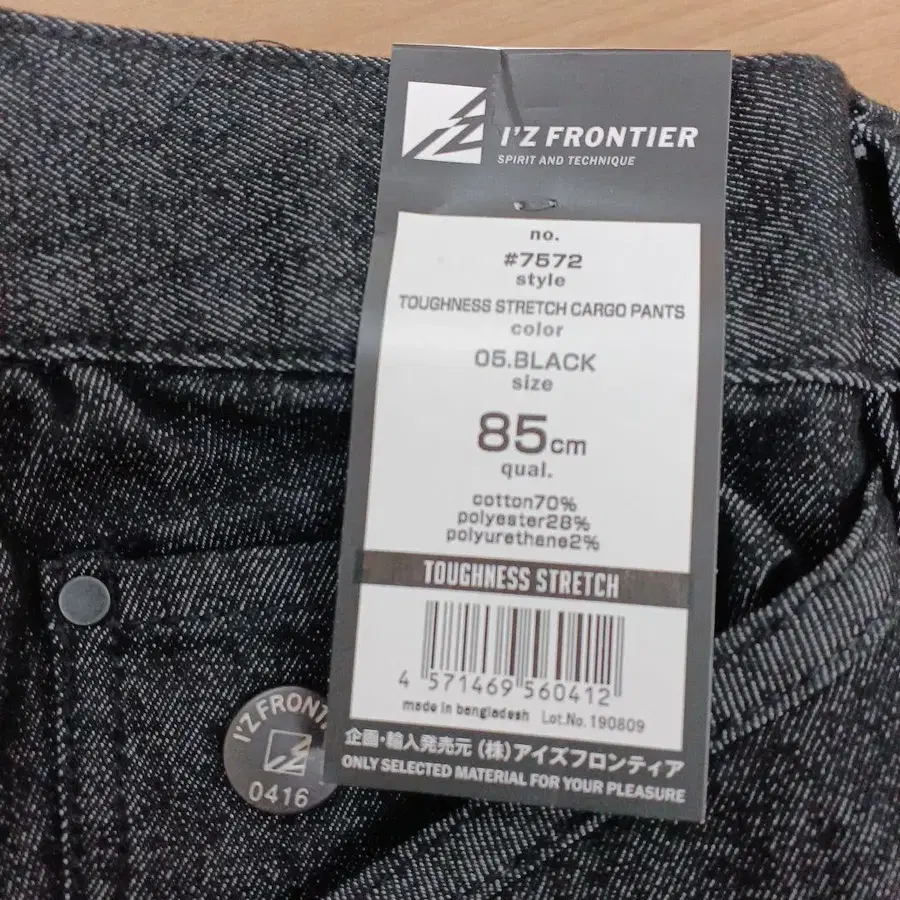 I'Z FRONTIER
SPIRIT AND TECHNIQUE
no.
#7572
style
TOUGHNESS STRETCH CARGO PANTS
color
05.BLACK
size
85cm
qual.
cotton70%
polyester28%
polyurethane2%
TOUGHNESS STRETCH
4 571469 560412
made in bangladesh Lot.No.190809
企画・輸入発売元 (株)アイズフロンティア
ONLY SELECTED MATERIAL FOR YOUR PLEASURE
I'Z FRONTI
0416